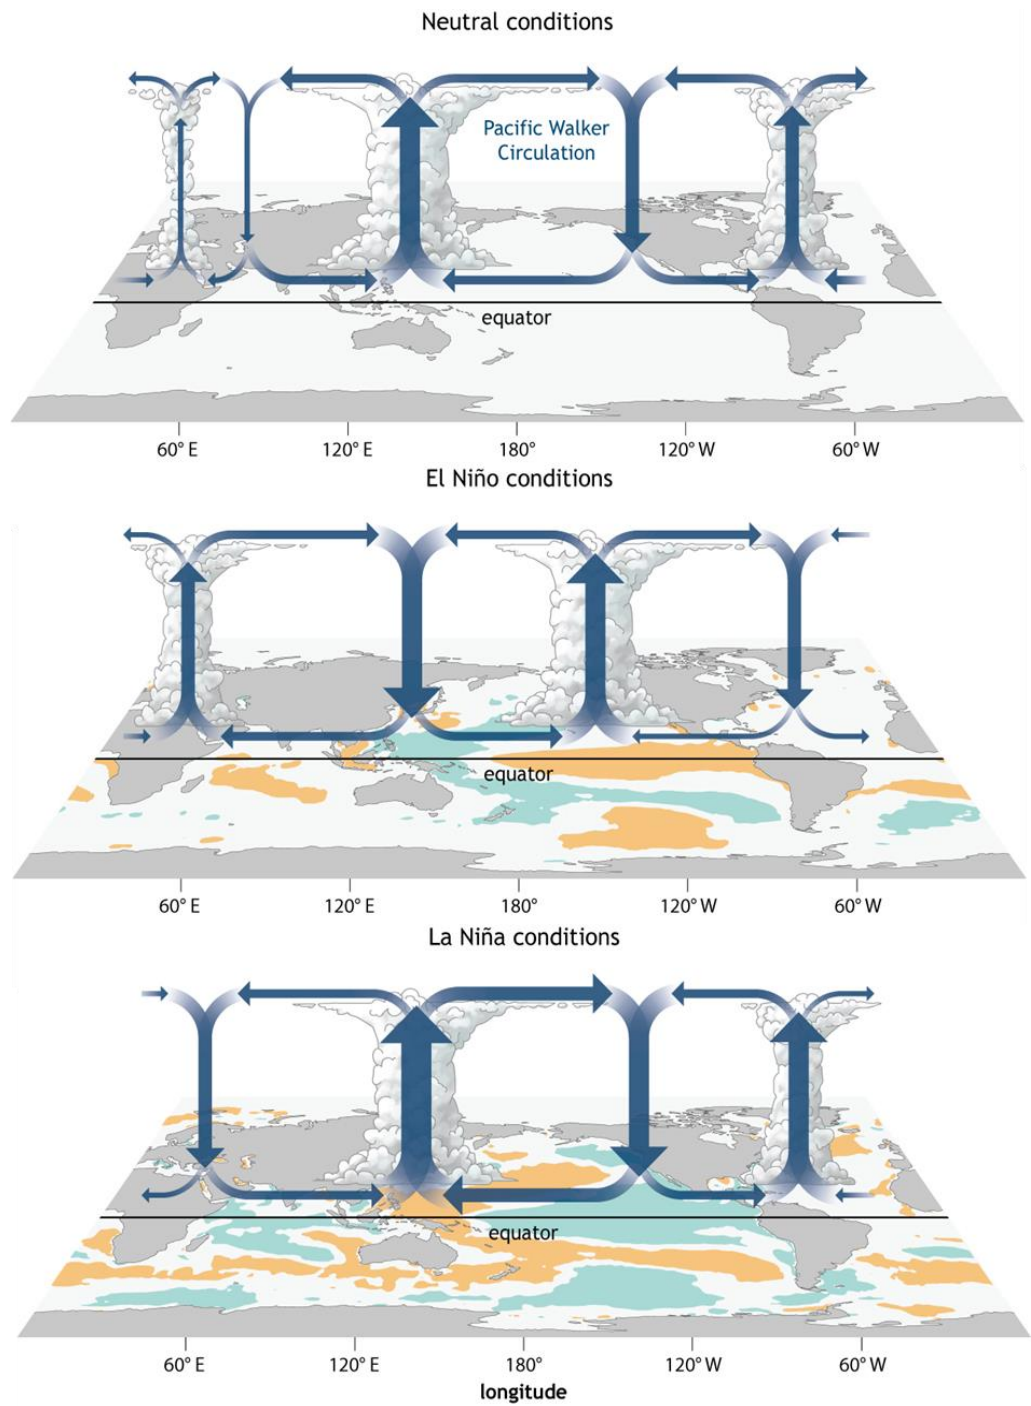 Neutral conditions
Pacific Walker
Circulation
equator
60° E
120° E
180°
120° W
60° W
El Niño conditions
equator
60° E
120° E
180°
120° W
60° W
La Niña conditions
equator
60° E
120° E
180°
120° W
60° W
longitude